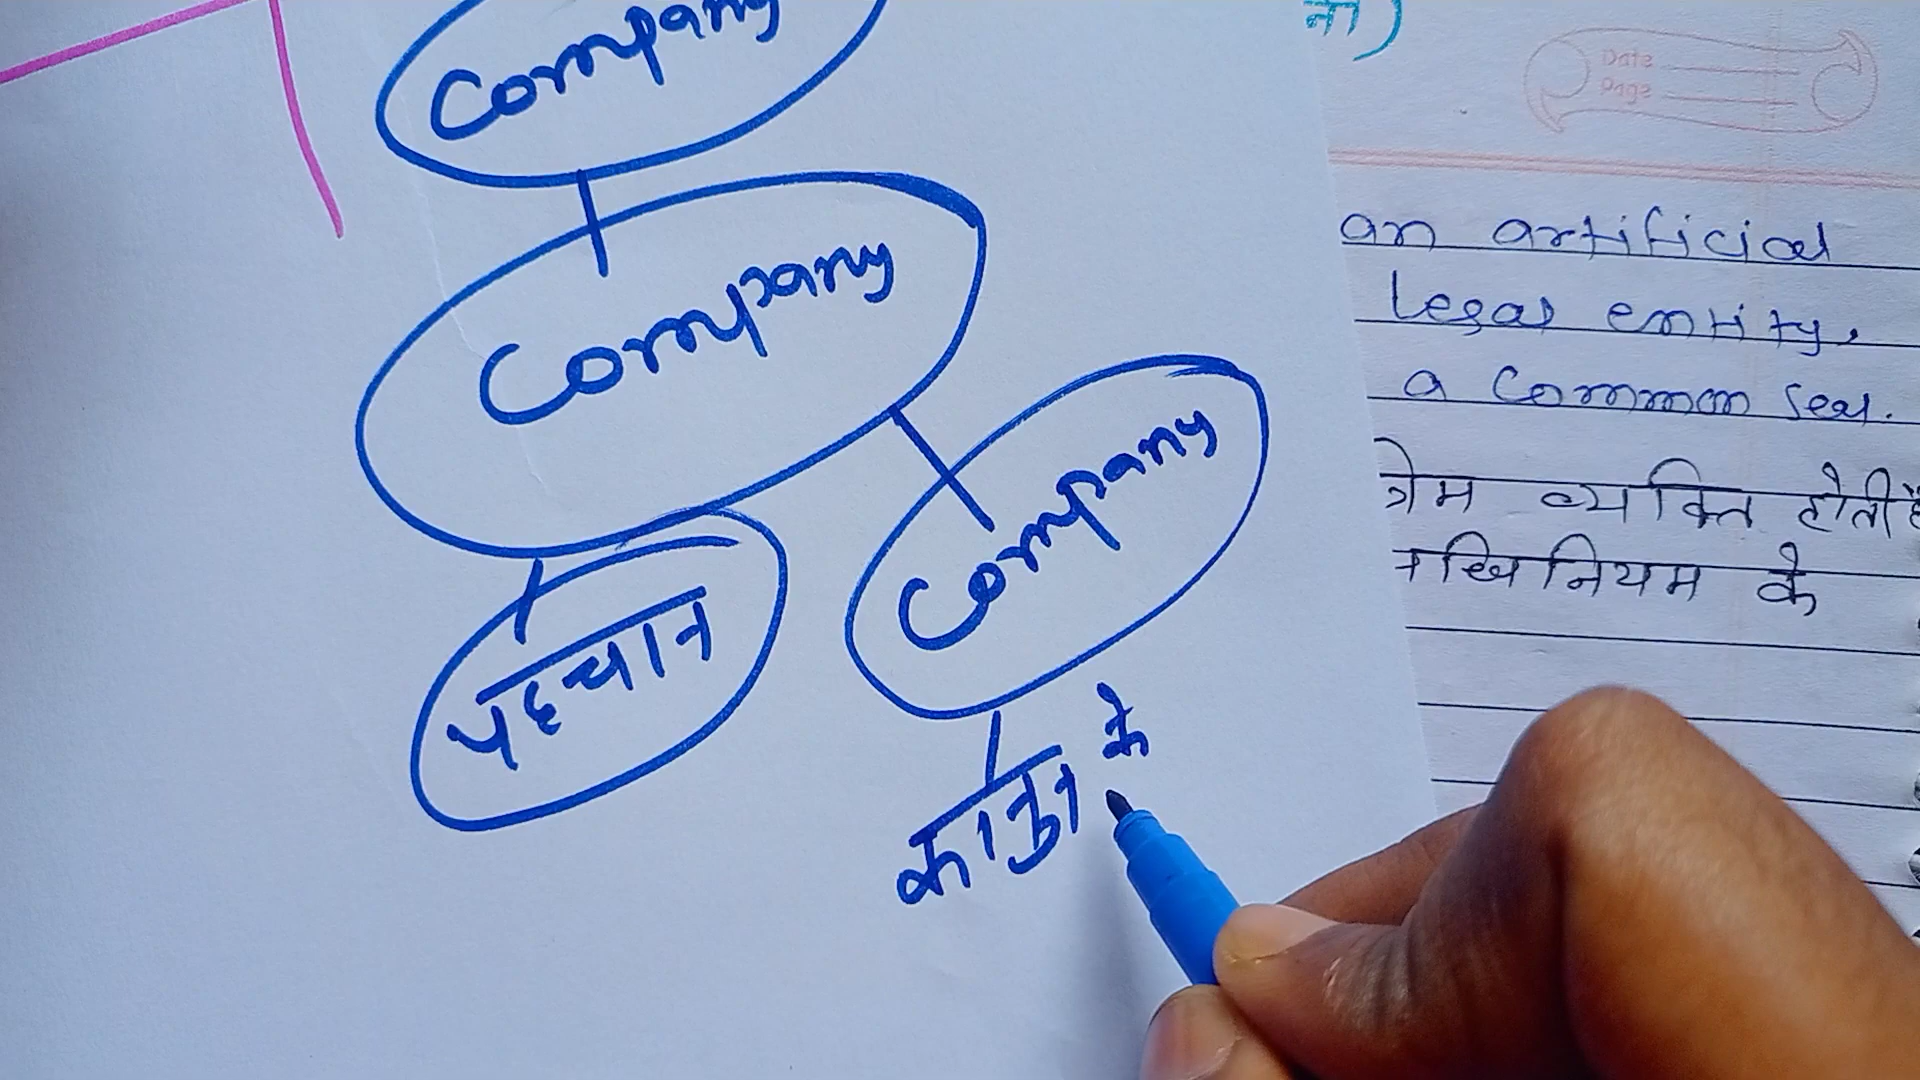 Company
Company
Company
पहचान
कानुन के
ना)
Date
Page
an artificial
legal entity,
a common seal.
त्रिम व्यक्ति होती है
धिनियम के